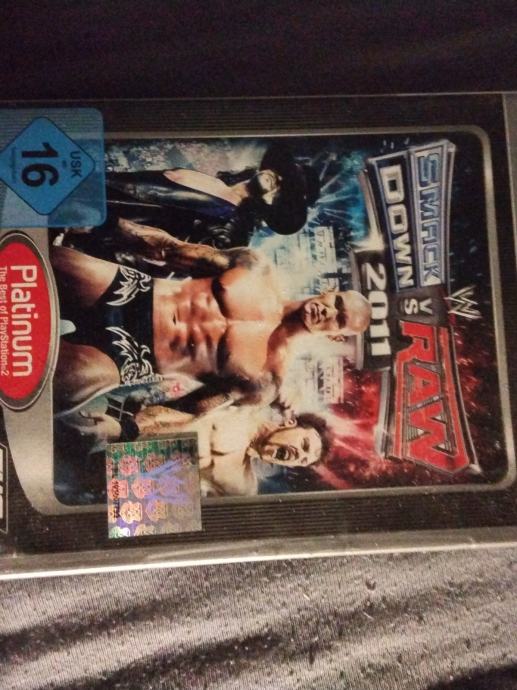 W
SMACK
DOWN
VS
RAW
2011
USK
16
Platinum
The Best of PlayStation®2